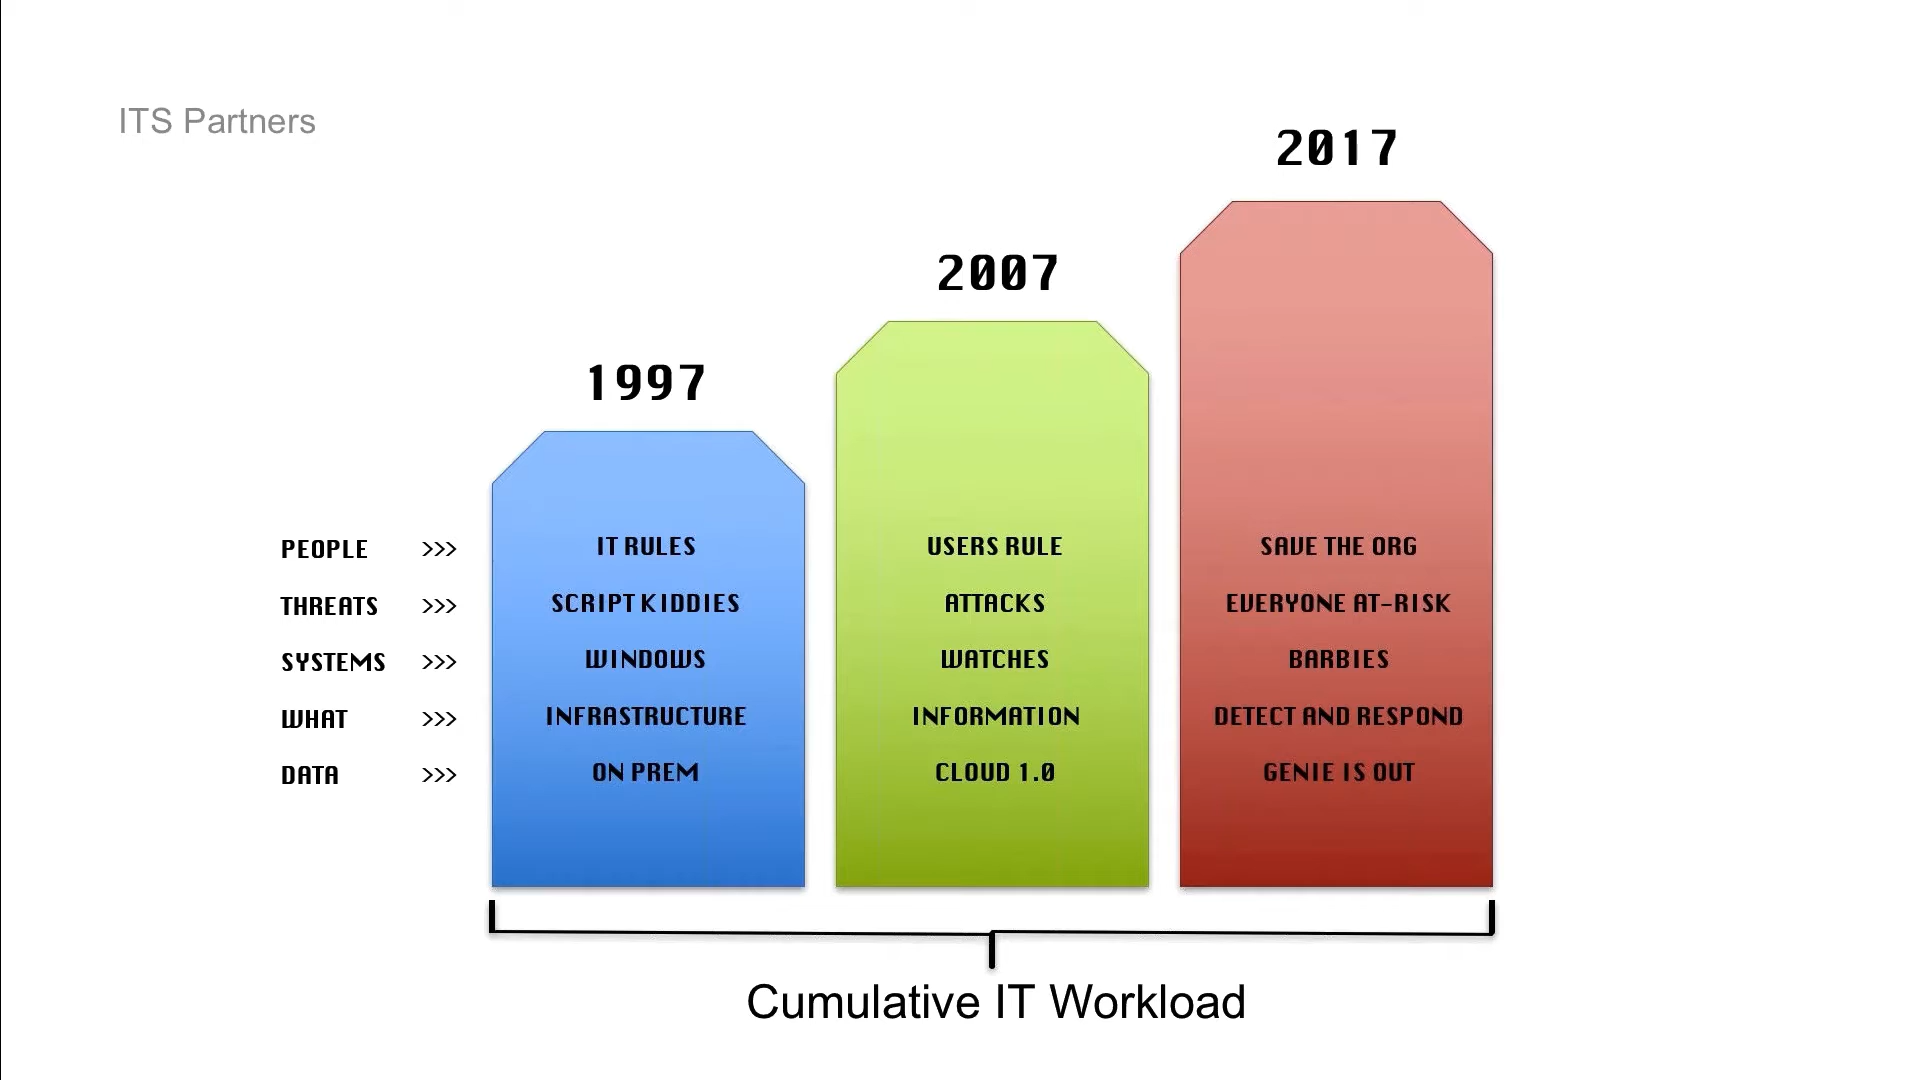 ITS Partners
2017
2007
1997
PEOPLE >>> IT RULES USERS RULE SAVE THE ORG
THREATS >>> SCRIPT KIDDIES ATTACKS EVERYONE AT-RISK
SYSTEMS >>> WINDOWS WATCHES BARBIES
WHAT >>> INFRASTRUCTURE INFORMATION DETECT AND RESPOND
DATA >>> ON PREM CLOUD 1.0 GENIE IS OUT
Cumulative IT Workload